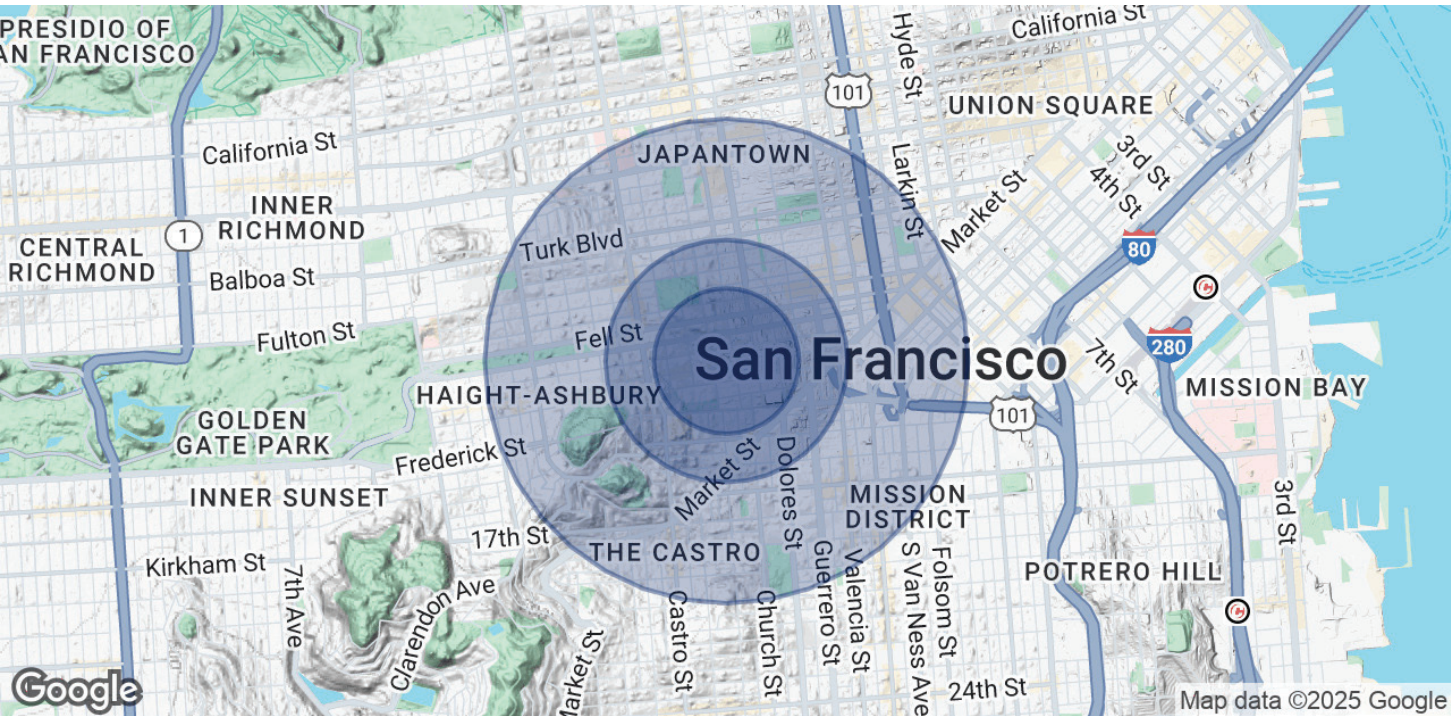 PRESIDIO OF
AN FRANCISCO
California St
Hyde St
101
UNION SQUARE
California St
JAPANTOWN
3rd St
4th St
Larkin St
Market St
INNER
RICHMOND
1
CENTRAL
RICHMOND
Turk Blvd
Balboa St
80
Fulton St
Fell St
San Francisco
280
7th St
MISSION BAY
HAIGHT-ASHBURY
101
GOLDEN
GATE PARK
Frederick St
Market St
Dolores St
INNER SUNSET
MISSION
DISTRICT
3rd St
17th St
THE CASTRO
Kirkham St
7th Ave
Clarendon Ave
Guerrero St
Valencia St
S Van Ness Ave
Folsom St
POTRERO HILL
Castro St
Church St
Market St
24th St
Google
Map data ©2025 Google